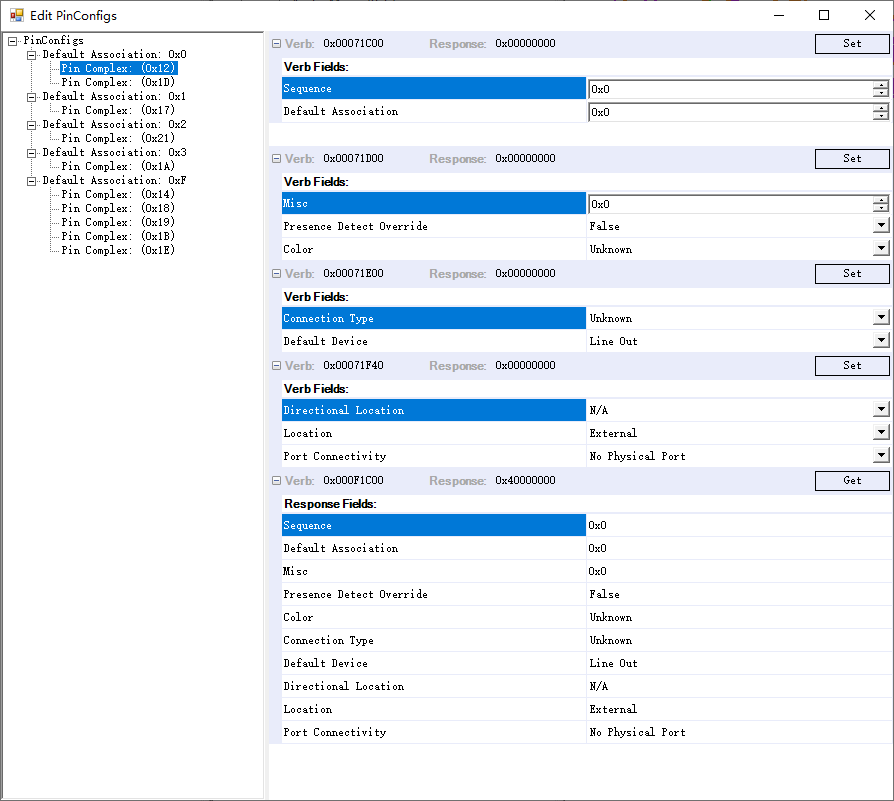 Edit PinConfigs
PinConfigs
Default Association: 0x0
Pin Complex: (0x12)
Pin Complex: (0x1D)
Default Association: 0x1
Pin Complex: (0x17)
Default Association: 0x2
Pin Complex: (0x21)
Default Association: 0x3
Pin Complex: (0x1A)
Default Association: 0xF
Pin Complex: (0x14)
Pin Complex: (0x18)
Pin Complex: (0x19)
Pin Complex: (0x1B)
Pin Complex: (0x1E)
Verb: 0x00071C00 Response: 0x00000000 Set
Verb Fields:
Sequence 0x0
Default Association 0x0
Verb: 0x00071D00 Response: 0x00000000 Set
Verb Fields:
Misc 0x0
Presence Detect Override False
Color Unknown
Verb: 0x00071E00 Response: 0x00000000 Set
Verb Fields:
Connection Type Unknown
Default Device Line Out
Verb: 0x00071F40 Response: 0x00000000 Set
Verb Fields:
Directional Location N/A
Location External
Port Connectivity No Physical Port
Verb: 0x000F1C00 Response: 0x40000000 Get
Response Fields:
Sequence 0x0
Default Association 0x0
Misc 0x0
Presence Detect Override False
Color Unknown
Connection Type Unknown
Default Device Line Out
Directional Location N/A
Location External
Port Connectivity No Physical Port